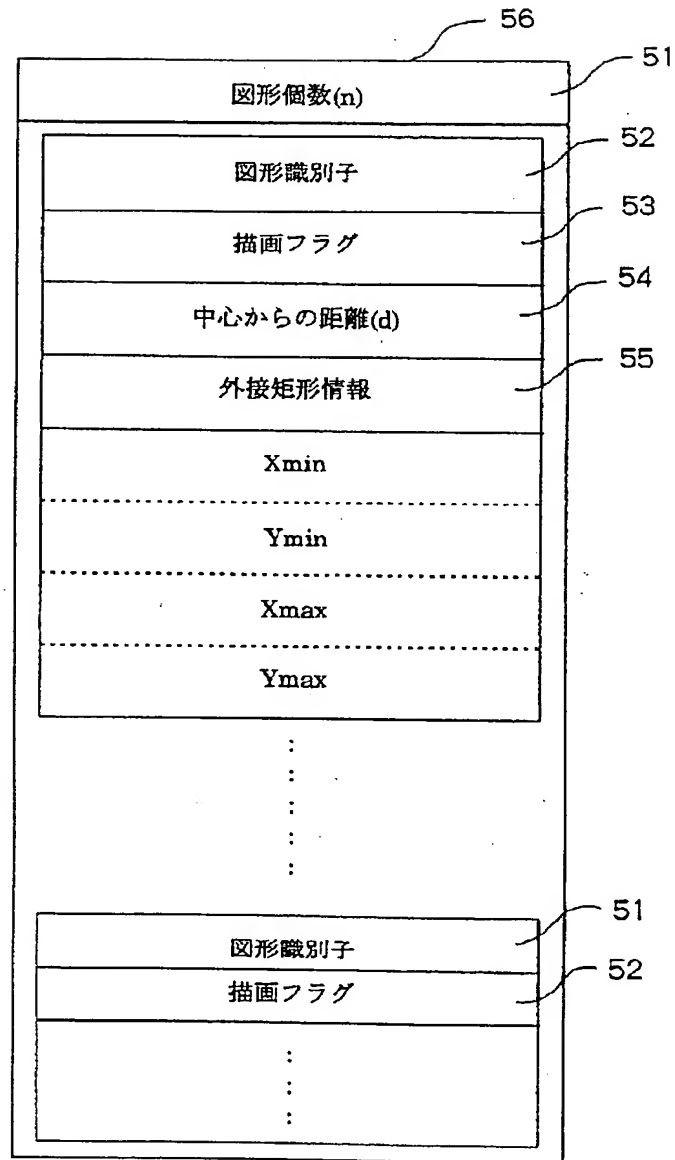 56
図形個数(n) 51
図形識別子 52
描画フラグ 53
中心からの距離(d) 54
外接矩形情報 55
Xmin
Ymin
Xmax
Ymax
図形識別子 51
描画フラグ 52